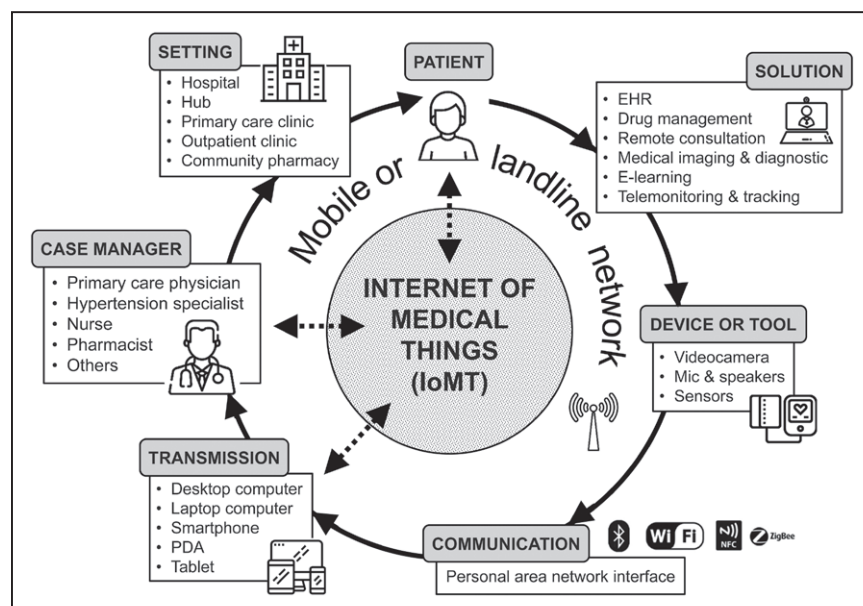 SETTING
• Hospital
• Hub
• Primary care clinic
• Outpatient clinic
• Community pharmacy
PATIENT
SOLUTION
• EHR
• Drug management
• Remote consultation
• Medical imaging & diagnostic
• E-learning
• Telemonitoring & tracking
Mobile or landline network
CASE MANAGER
• Primary care physician
• Hypertension specialist
• Nurse
• Pharmacist
• Others
INTERNET OF
MEDICAL
THINGS
(IoMT)
DEVICE OR TOOL
• Videocamera
• Mic & speakers
• Sensors
TRANSMISSION
• Desktop computer
• Laptop computer
• Smartphone
• PDA
• Tablet
COMMUNICATION
WiFi
NFC
ZigBee
Personal area network interface